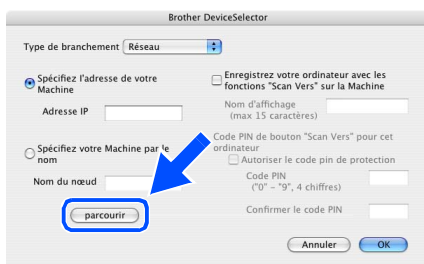 Brother DeviceSelector
Type de branchement Réseau
Spécifiez l'adresse de votre
Machine
Adresse IP
Spécifiez votre Machine par le
nom
Nom du nœud
parcourir
Enregistrez votre ordinateur avec les
fonctions "Scan Vers" sur la Machine
Nom d'affichage
(max 15 caractères)
Code PIN de bouton "Scan Vers" pour cet
ordinateur
Autoriser le code pin de protection
Code PIN
("0" – "9", 4 chiffres)
Confirmer le code PIN
Annuler
OK